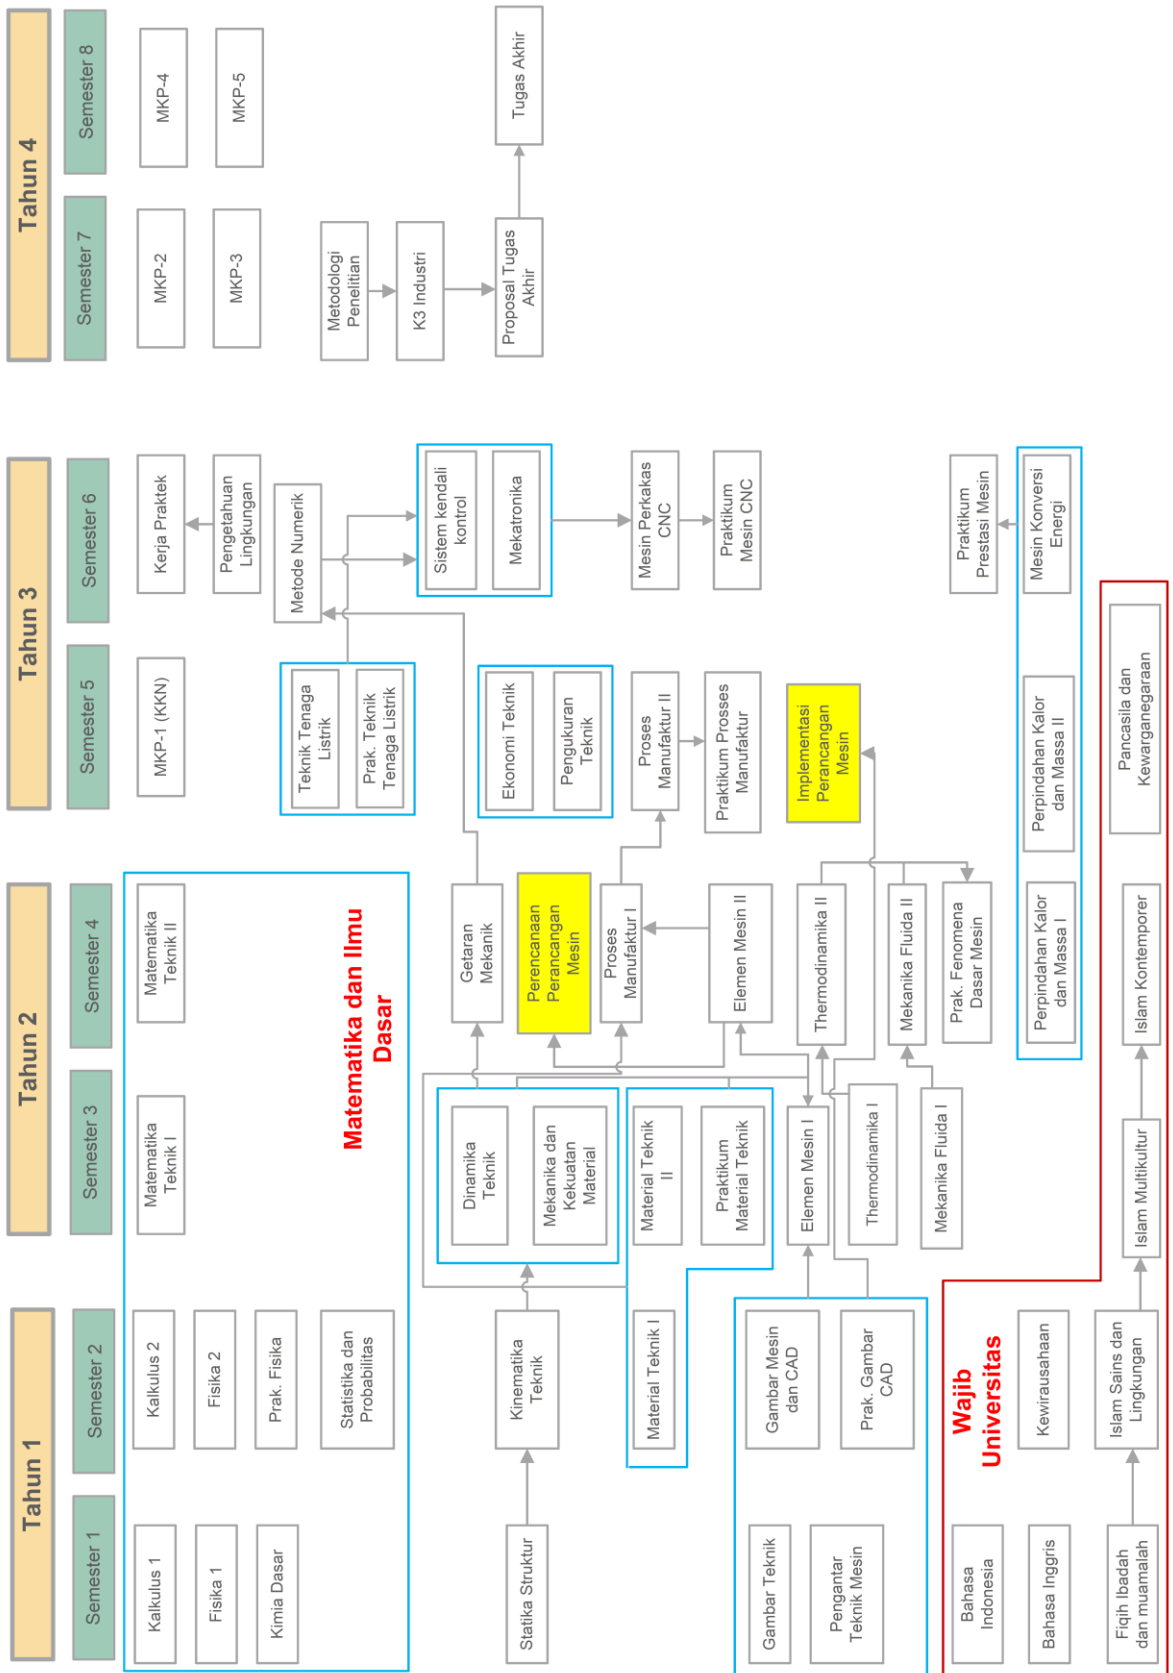 Tahun 1
Tahun 2
Tahun 3
Tahun 4
Semester 1
Semester 2
Semester 3
Semester 4
Semester 5
Semester 6
Semester 7
Semester 8
Kalkulus 1
Kalkulus 2
Matematika
Teknik I
Matematika
Teknik II
MKP-1 (KKN)
Kerja Praktek
MKP-2
MKP-4
Fisika 1
Fisika 2
Pengetahuan
Lingkungan
MKP-3
MKP-5
Kimia Dasar
Prak. Fisika
Metode Numerik
Statistika dan
Probabilitas
Matematika dan Ilmu
Dasar
Teknik Tenaga
Listrik
Prak. Teknik
Tenaga Listrik
Metodologi
Penelitian
K3 Industri
Statika Struktur
Kinematika
Teknik
Dinamika
Teknik
Mekanika dan
Kekuatan
Material
Getaran
Mekanik
Perencanaan
Perancangan
Mesin
Ekonomi Teknik
Pengukuran
Teknik
Sistem kendali
kontrol
Mekatronika
Proposal Tugas
Akhir
Tugas Akhir
Material Teknik I
Material Teknik
II
Praktikum
Material Teknik
Proses
Manufaktur I
Elemen Mesin II
Proses
Manufaktur II
Praktikum Prosses
Manufaktur
Mesin Perkakas
CNC
Praktikum
Mesin CNC
Gambar Teknik
Gambar Mesin
dan CAD
Elemen Mesin I
Thermodinamika II
Implementasi
Perancangan
Mesin
Pengantar
Teknik Mesin
Prak. Gambar
CAD
Thermodinamika I
Mekanika Fluida I
Mekanika Fluida II
Prak. Fenomena
Dasar Mesin
Praktikum
Prestasi Mesin
Wajib
Universitas
Bahasa
Indonesia
Bahasa Inggris
Kewirausahaan
Perpindahan Kalor
dan Massa I
Perpindahan Kalor
dan Massa II
Mesin Konversi
Energi
Fiqih Ibadah
dan muamalah
Islam Sains dan
Lingkungan
Islam Multikultur
Islam Kontemporer
Pancasila dan
Kewarganegaraan